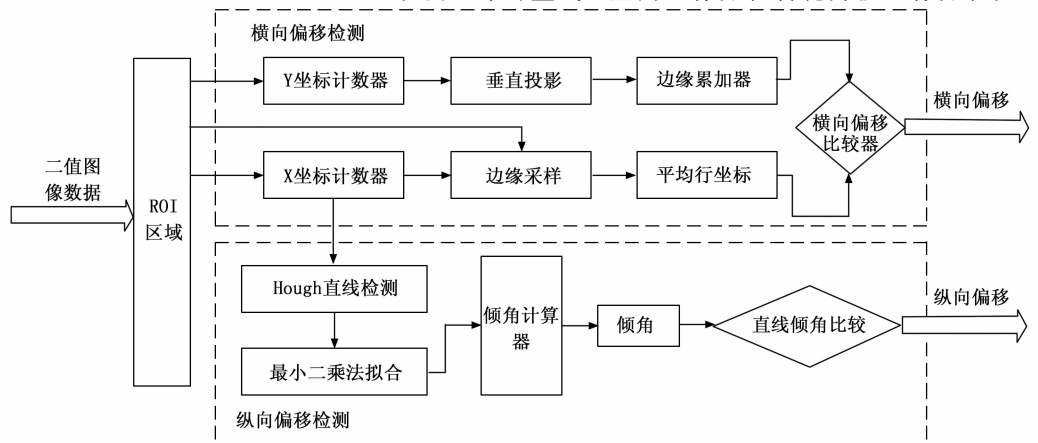 横向偏移检测
Y坐标计数器
垂直投影
边缘累加器
横向偏移
比较器
横向偏移
二值图
像数据
ROI
区域
X坐标计数器
边缘采样
平均行坐标
Hough直线检测
最小二乘法拟合
倾角计算
器
倾角
直线倾角比较
纵向偏移
纵向偏移检测